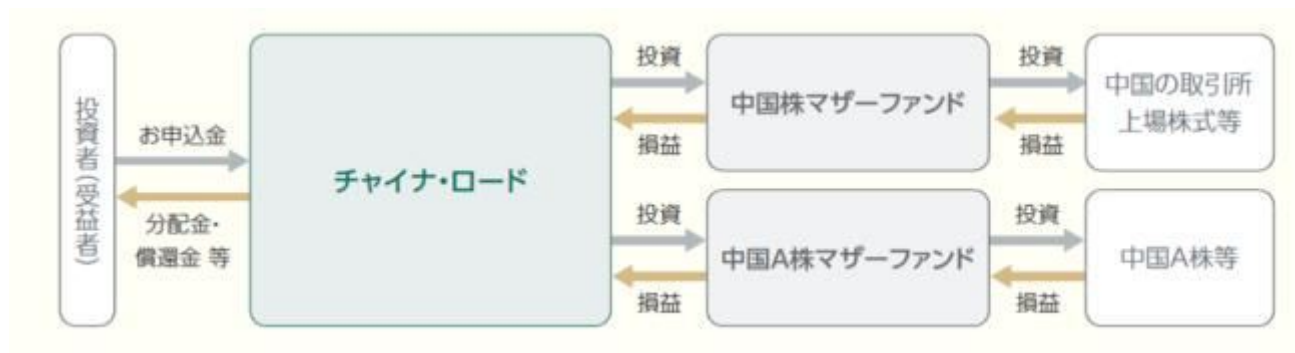 投資者(受益者)
お申込金
分配金・
償還金 等
チャイナ・ロード
投資
損益
中国株マザーファンド
投資
損益
中国の取引所
上場株式等
投資
損益
中国A株マザーファンド
投資
損益
中国A株等